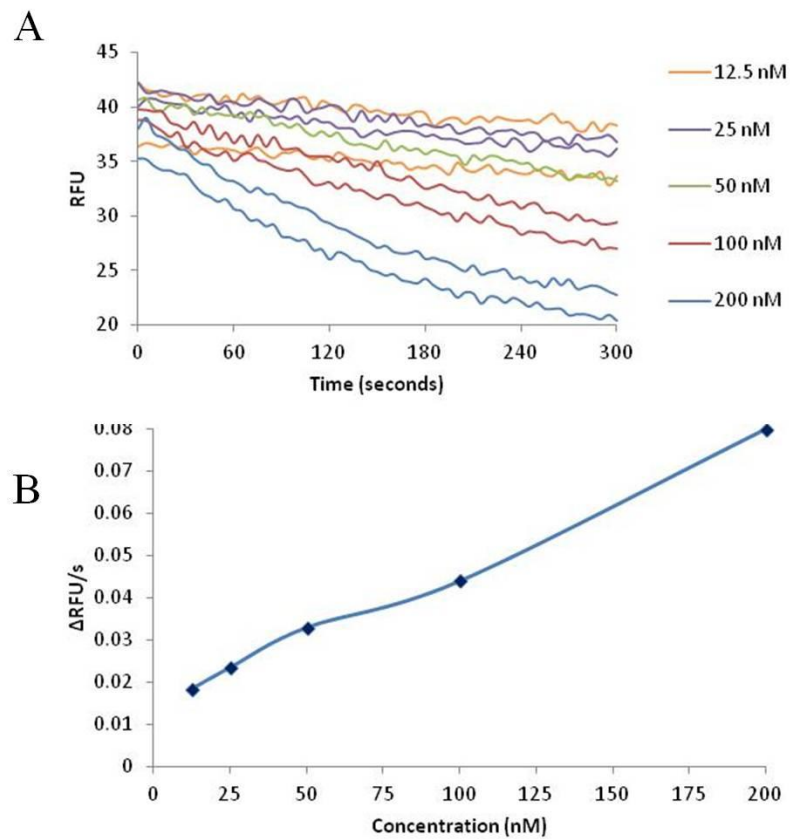 A
45
40
35
30
25
20
RFU
0 60 120 180 240 300
Time (seconds)
12.5 nM
25 nM
50 nM
100 nM
200 nM
B
0.08
0.07
0.06
0.05
0.04
0.03
0.02
0.01
0
ΔRFU/s
0 25 50 75 100 125 150 175 200
Concentration (nM)